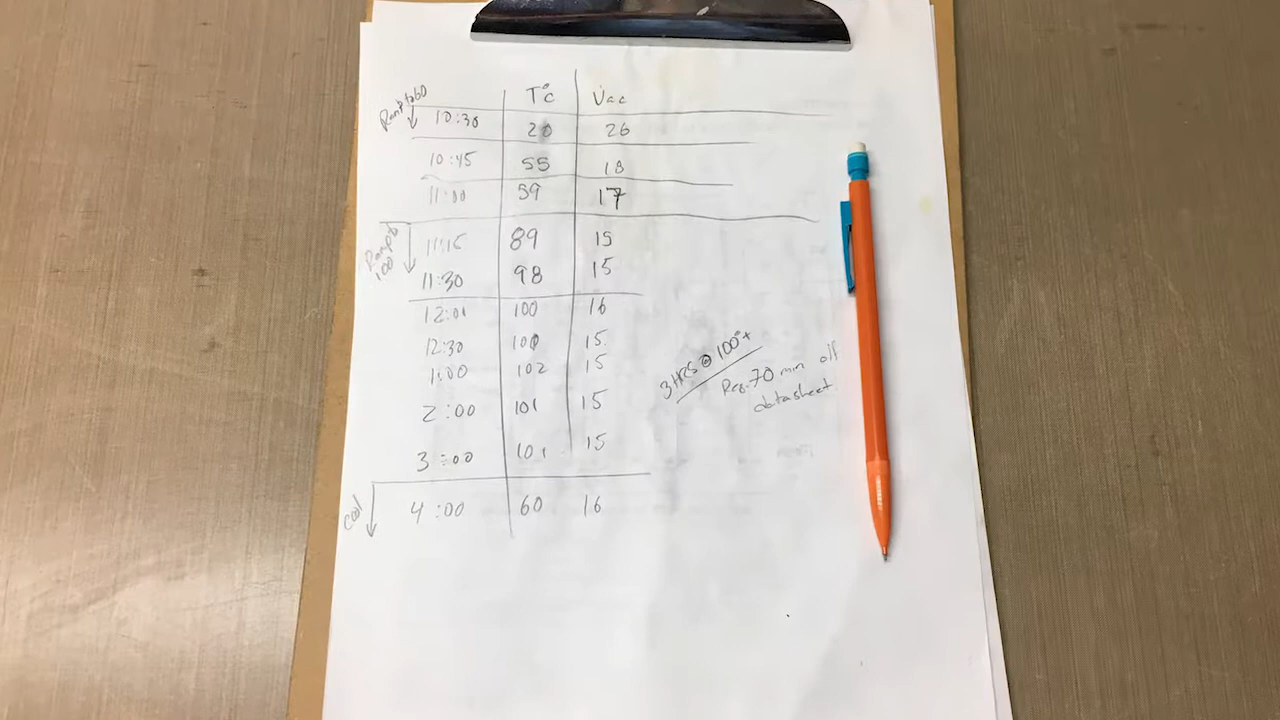 T°c Vac
Ramp to 60
10:30 20 26
10:45 55 18
11:00 59 17
Ramp to 100
11:15 89 15
11:30 98 15
12:01 100 16
12:30 100 15
1:00 102 15
2:00 101 15
3:00 101 15
3 HRS @ 100°+
Req. 70 min off
datasheet.
cool
4:00 60 16